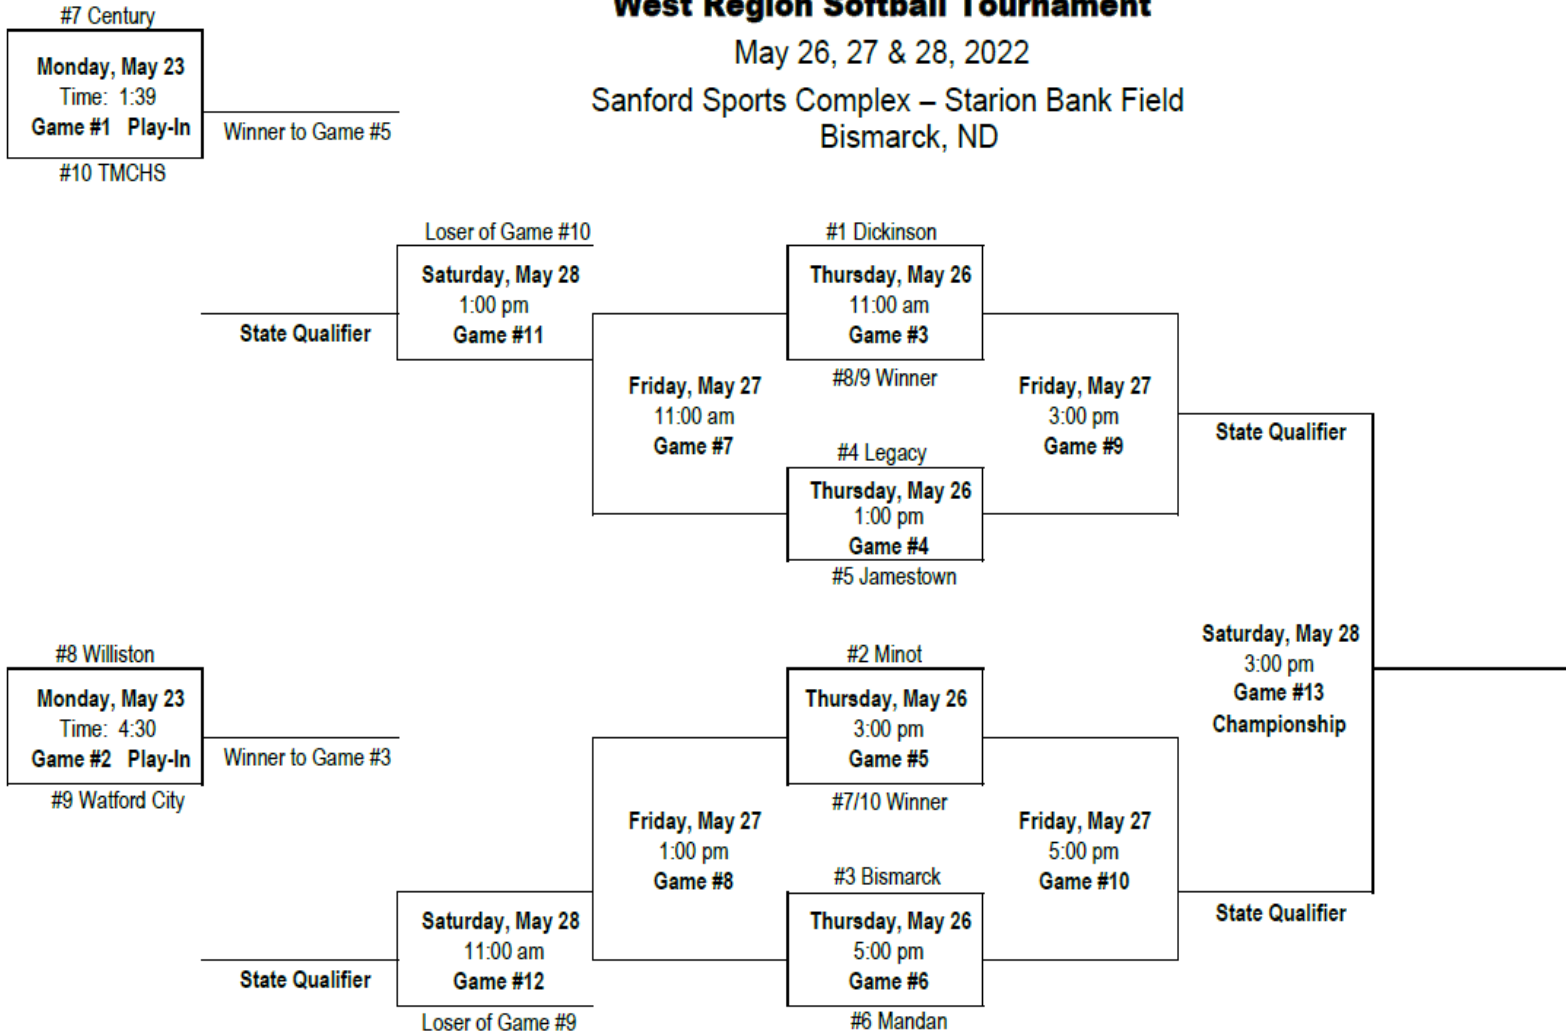 West Region Softball Tournament
May 26, 27 & 28, 2022
Sanford Sports Complex – Starion Bank Field
Bismarck, ND
#7 Century
Monday, May 23
Time: 1:39
Game #1 Play-In
#10 TMCHS
Winner to Game #5
Loser of Game #10
Saturday, May 28
1:00 pm
Game #11
State Qualifier
#1 Dickinson
Thursday, May 26
11:00 am
Game #3
#8/9 Winner
Friday, May 27
11:00 am
Game #7
Friday, May 27
3:00 pm
Game #9
State Qualifier
#4 Legacy
Thursday, May 26
1:00 pm
Game #4
#5 Jamestown
#8 Williston
Monday, May 23
Time: 4:30
Game #2 Play-In
#9 Watford City
Winner to Game #3
#2 Minot
Thursday, May 26
3:00 pm
Game #5
#7/10 Winner
Saturday, May 28
3:00 pm
Game #13
Championship
Friday, May 27
1:00 pm
Game #8
Friday, May 27
5:00 pm
Game #10
State Qualifier
#3 Bismarck
Thursday, May 26
5:00 pm
Game #6
#6 Mandan
Saturday, May 28
11:00 am
Game #12
State Qualifier
Loser of Game #9